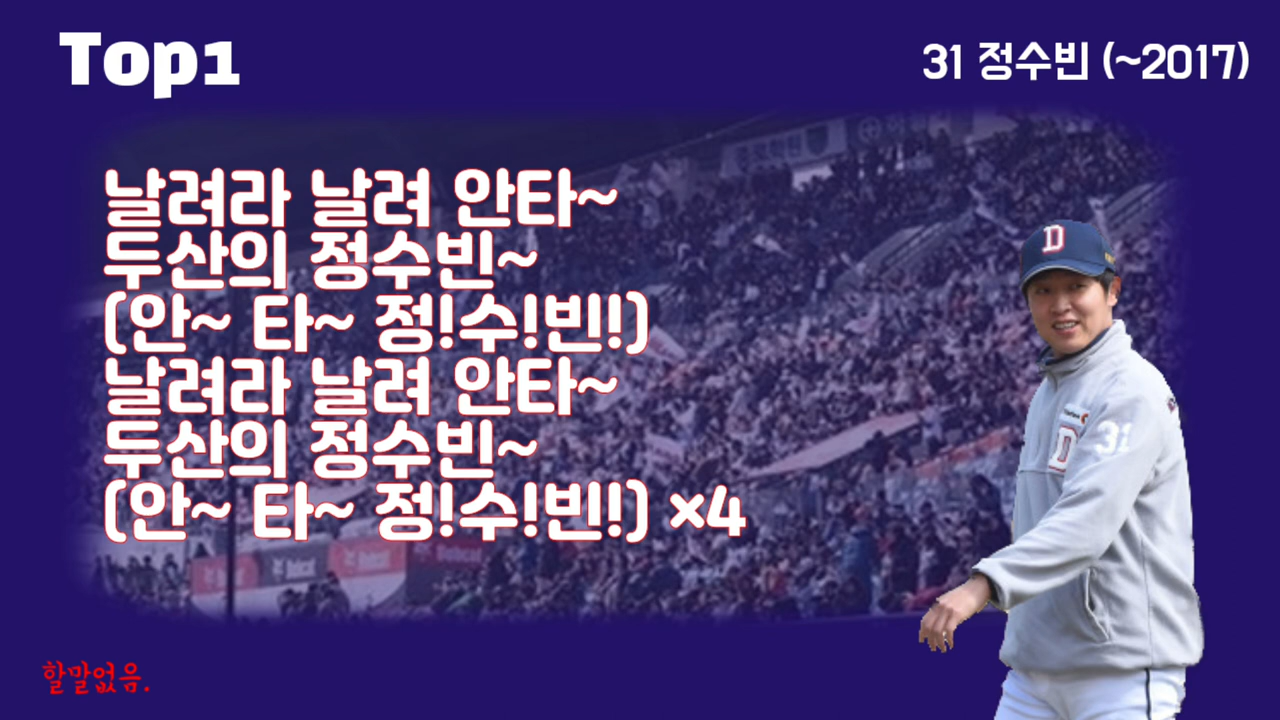 Top1
31 정수빈 (~2017)
날려라 날려 안타~
두산의 정수빈~
(안~ 타~ 정!수!빈!)
날려라 날려 안타~
두산의 정수빈~
(안~ 타~ 정!수!빈!) ×4
D
D
31
Bobcat
할말없음.